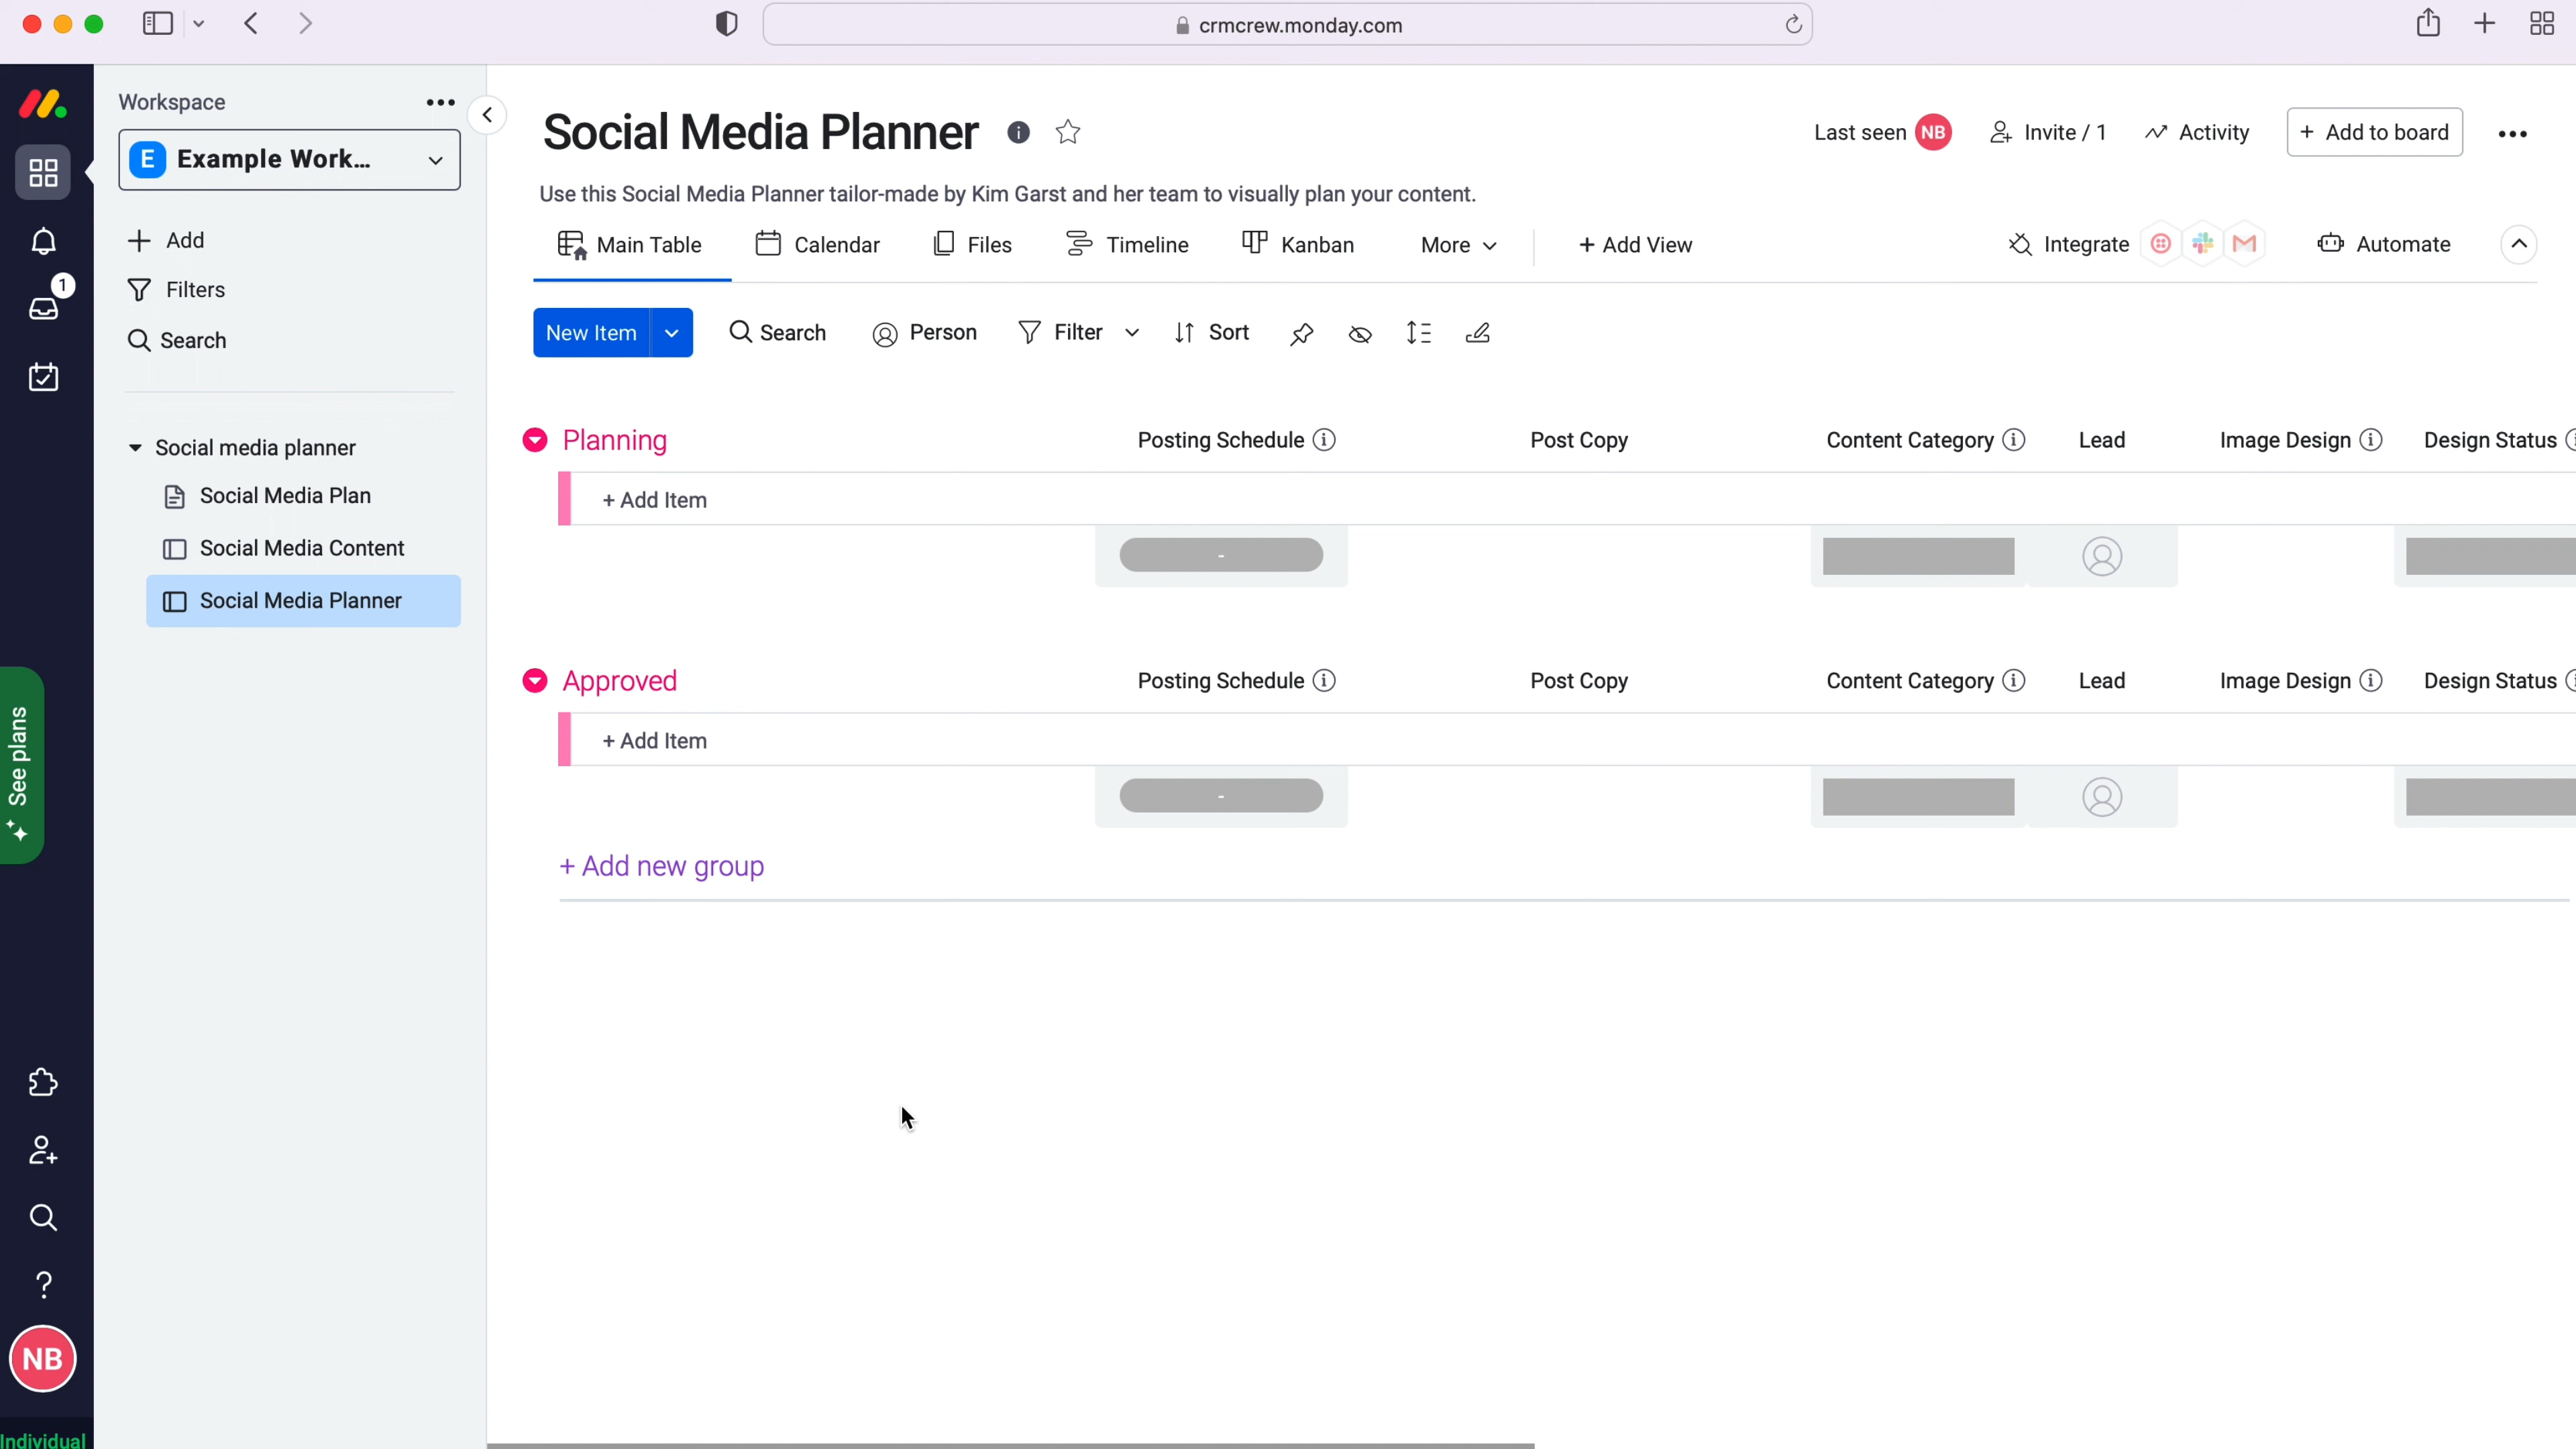 crmcrew.monday.com
Workspace
E Example Work...
Add
Filters
1
Search
Social media planner
Social Media Plan
Social Media Content
Social Media Planner
See plans
NB
Individual
Social Media Planner
Last seen NB Invite / 1 Activity + Add to board
Use this Social Media Planner tailor-made by Kim Garst and her team to visually plan your content.
Main Table Calendar Files Timeline Kanban More + Add View Integrate Automate
New Item Search Person Filter Sort
Planning Posting Schedule Post Copy Content Category Lead Image Design Design Status
+ Add Item
-
Approved Posting Schedule Post Copy Content Category Lead Image Design Design Status
+ Add Item
-
+ Add new group